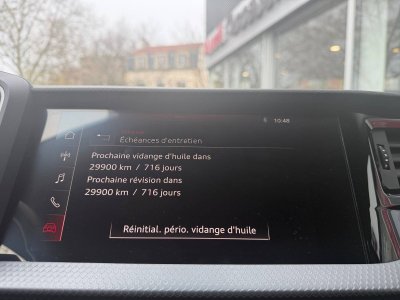 10:48
Échéances d'entretien
Prochaine vidange d'huile dans
29900 km / 716 jours
Prochaine révision dans
29900 km / 716 jours
Réinitial. pério. vidange d'huile